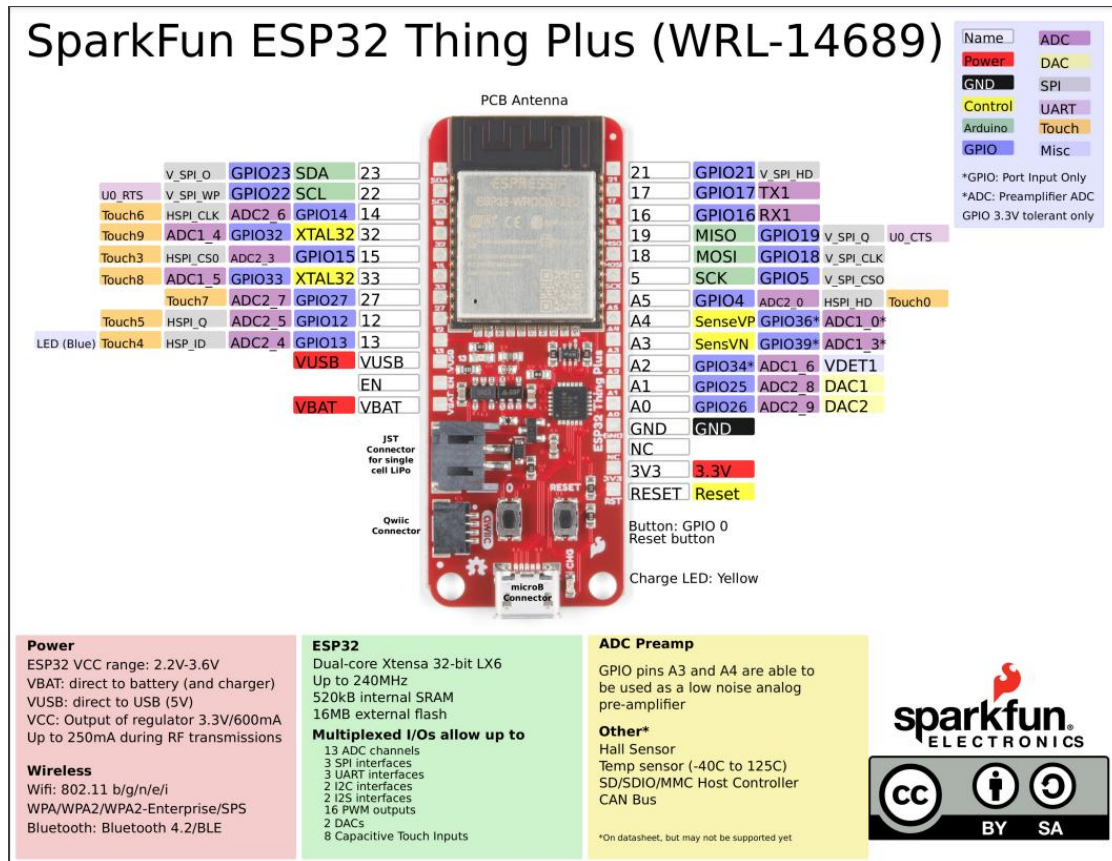 SparkFun ESP32 Thing Plus (WRL-14689)
Name ADC
Power DAC
GND SPI
Control UART
Arduino Touch
GPIO Misc
*GPIO: Port Input Only
*ADC: Preamplifier ADC
GPIO 3.3V tolerant only
PCB Antenna
V_SPI_O GPIO23 SDA 23
U0_RTS V_SPI_WP GPIO22 SCL 22
Touch6 HSPI_CLK ADC2_6 GPIO14 14
Touch9 ADC1_4 GPIO32 XTAL32 32
Touch3 HSPI_CS0 ADC2_3 GPIO15 15
Touch8 ADC1_5 GPIO33 XTAL32 33
Touch7 ADC2_7 GPIO27 27
Touch5 HSPI_Q ADC2_5 GPIO12 12
LED (Blue) Touch4 HSP_ID ADC2_4 GPIO13 13
VUSB VUSB
EN
VBAT VBAT
21 GPIO21 V_SPI_HD
17 GPIO17 TX1
16 GPIO16 RX1
19 MISO GPIO19 V_SPI_Q U0_CTS
18 MOSI GPIO18 V_SPI_CLK
5 SCK GPIO5 V_SPI_CSO
A5 GPIO4 ADC2_0 HSPI_HD Touch0
A4 SenseVP GPIO36* ADC1_0*
A3 SensVN GPIO39* ADC1_3*
A2 GPIO34* ADC1_6 VDET1
A1 GPIO25 ADC2_8 DAC1
A0 GPIO26 ADC2_9 DAC2
GND GND
NC
3V3 3.3V
RESET Reset
ESP32 Thing Plus
JST
Connector
for single
cell LiPo
Qwiic
Connector
0 RESET
QWIIC
CHG
microB
Connector
Button: GPIO 0
Reset button
Charge LED: Yellow
Power
ESP32 VCC range: 2.2V-3.6V
VBAT: direct to battery (and charger)
VUSB: direct to USB (5V)
VCC: Output of regulator 3.3V/600mA
Up to 250mA during RF transmissions
Wireless
Wifi: 802.11 b/g/n/e/i
WPA/WPA2/WPA2-Enterprise/SPS
Bluetooth: Bluetooth 4.2/BLE
ESP32
Dual-core Xtensa 32-bit LX6
Up to 240MHz
520kB internal SRAM
16MB external flash
Multiplexed I/Os allow up to
13 ADC channels
3 SPI interfaces
3 UART interfaces
2 I2C interfaces
2 I2S interfaces
16 PWM outputs
2 DACs
8 Capacitive Touch Inputs
ADC Preamp
GPIO pins A3 and A4 are able to
be used as a low noise analog
pre-amplifier
Other*
Hall Sensor
Temp sensor (-40C to 125C)
SD/SDIO/MMC Host Controller
CAN Bus
*On datasheet, but may not be supported yet
sparkfun®
ELECTRONICS
cc
BY SA